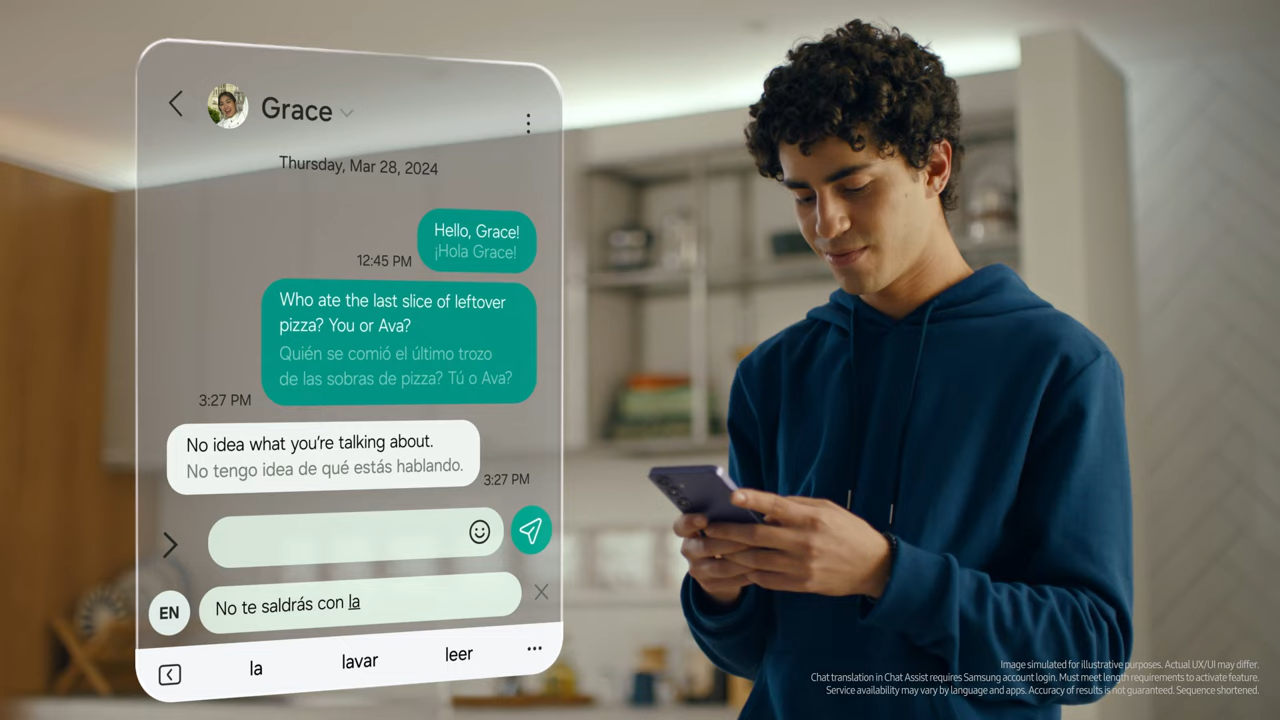 Grace
Thursday, Mar 28, 2024
Hello, Grace!
¡Hola Grace!
12:45 PM
Who ate the last slice of leftover
pizza? You or Ava?
Quién se comió el último trozo
de las sobras de pizza? Tú o Ava?
3:27 PM
No idea what you're talking about.
No tengo idea de qué estás hablando.
3:27 PM
EN
No te saldrás con la
la
lavar
leer
Image simulated for illustrative purposes. Actual UX/UI may differ.
Chat translation in Chat Assist requires Samsung account login. Must meet length requirements to activate feature.
Service availability may vary by language and apps. Accuracy of results is not guaranteed. Sequence shortened.